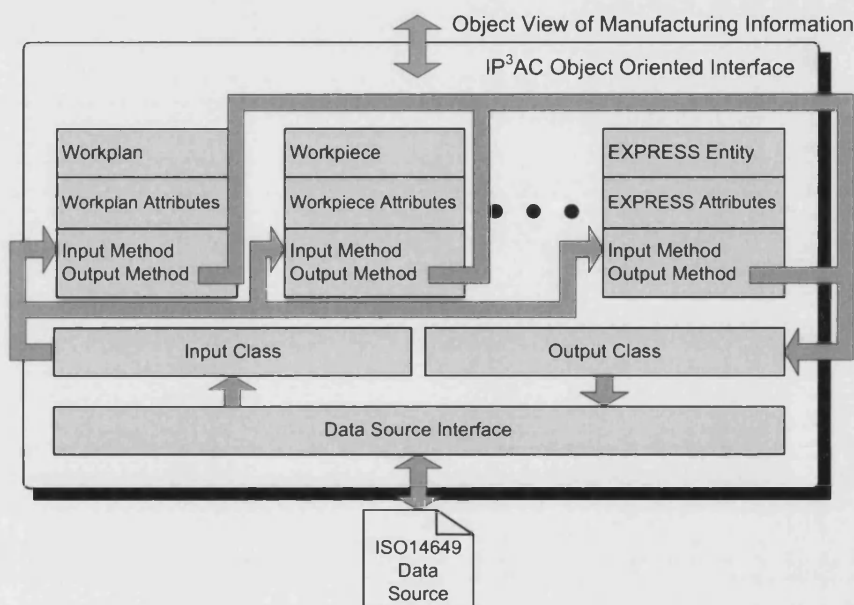 Object View of Manufacturing Information
IP³AC Object Oriented Interface
Workplan
Workplan Attributes
Input Method
Output Method
Workpiece
Workpiece Attributes
Input Method
Output Method
EXPRESS Entity
EXPRESS Attributes
Input Method
Output Method
Input Class
Output Class
Data Source Interface
ISO14649
Data
Source